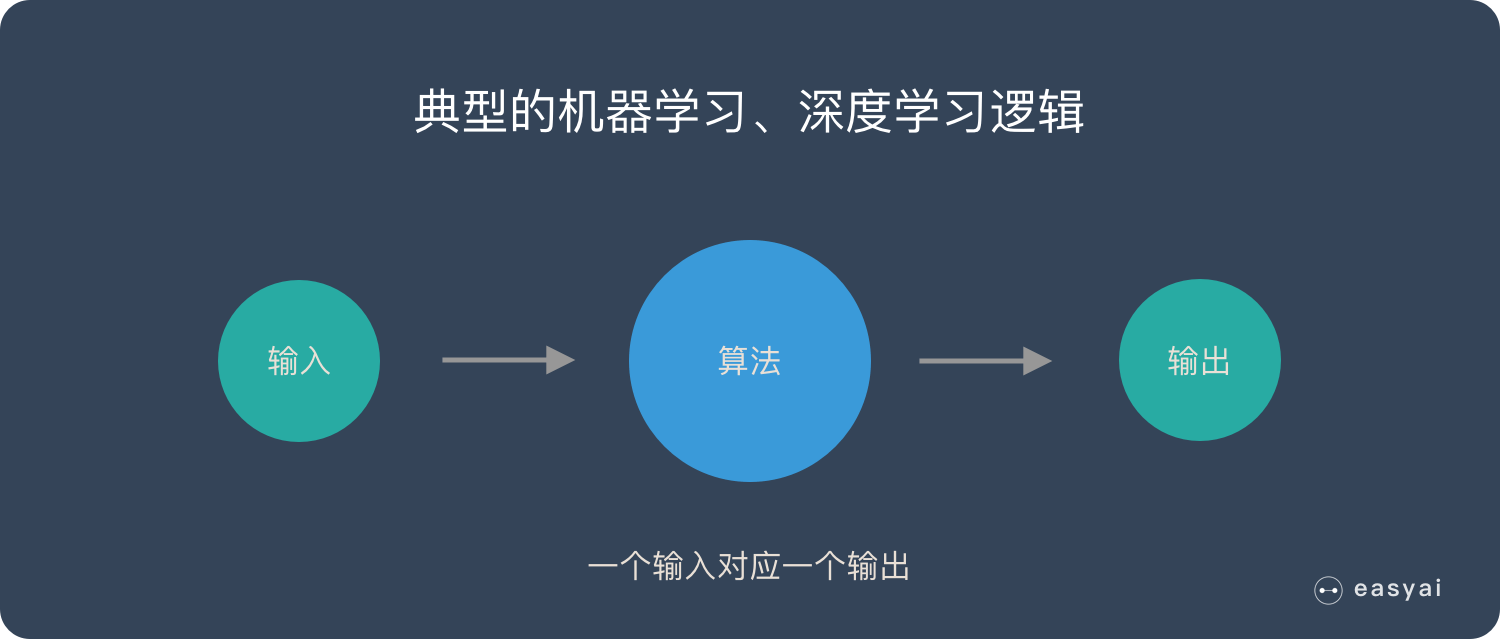 典型的机器学习、深度学习逻辑
输入
算法
输出
一个输入对应一个输出
easyai